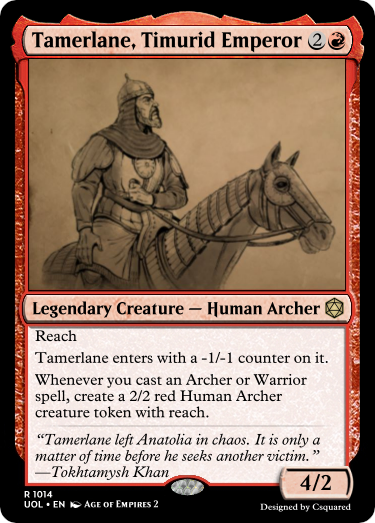 Tamerlane, Timurid Emperor 2
Legendary Creature — Human Archer
Reach
Tamerlane enters with a -1/-1 counter on it.
Whenever you cast an Archer or Warrior
spell, create a 2/2 red Human Archer
creature token with reach.
“Tamerlane left Anatolia in chaos. It is only a
matter of time before he seeks another victim.”
—Tokhtamysh Khan
4/2
R 1014
UOL • EN Age of Empires 2
Designed by Csquared